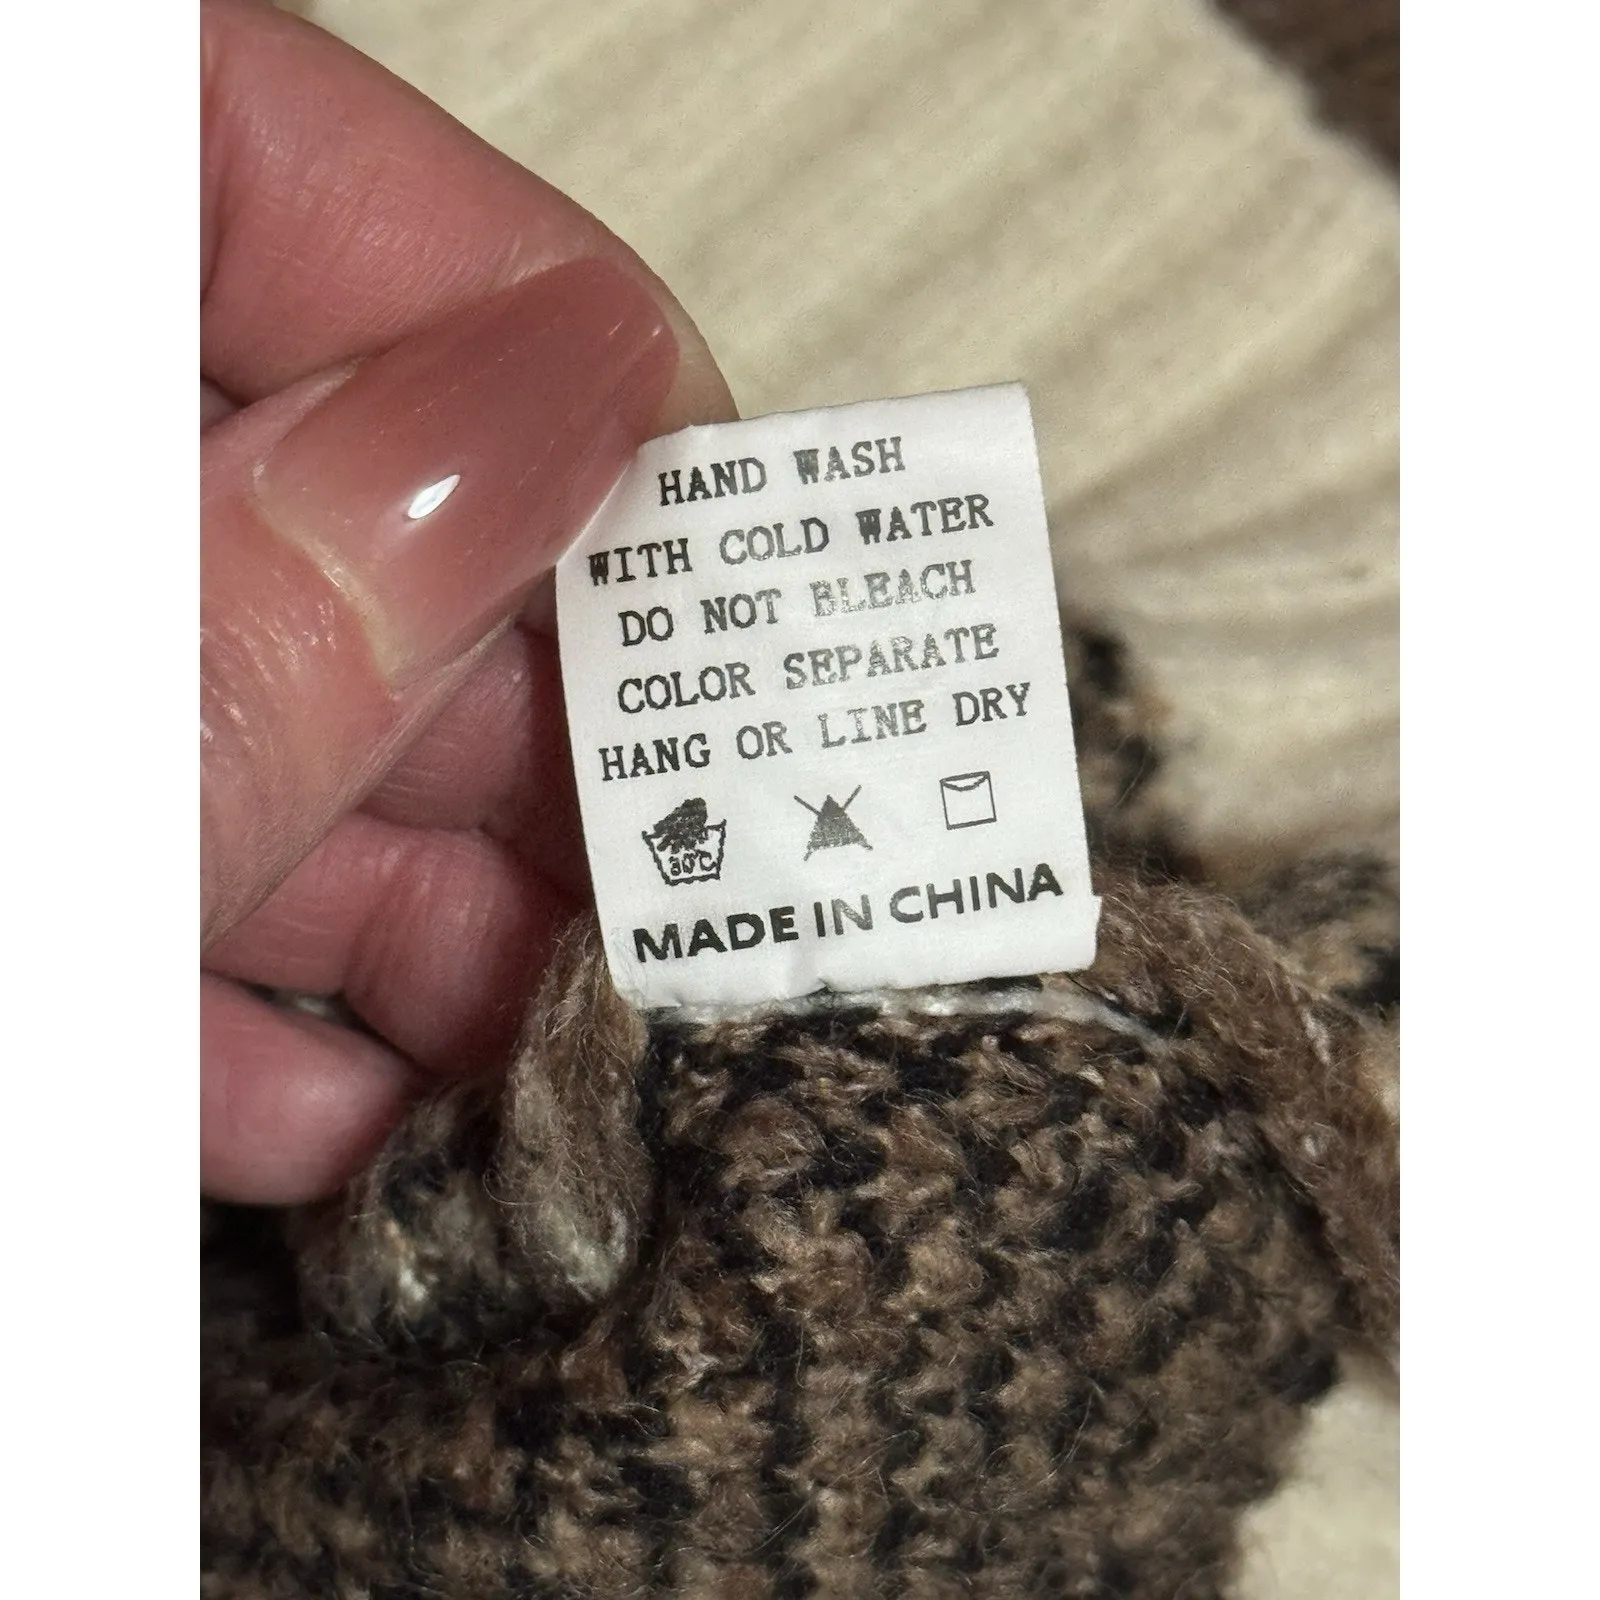 HAND WASH
WITH COLD WATER
DO NOT BLEACH
COLOR SEPARATE
HANG OR LINE DRY
30°C
MADE IN CHINA